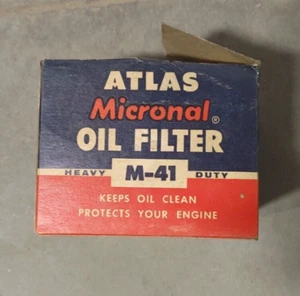 ATLAS
Micronal®
OIL FILTER
HEAVY M-41 DUTY
KEEPS OIL CLEAN
PROTECTS YOUR ENGINE